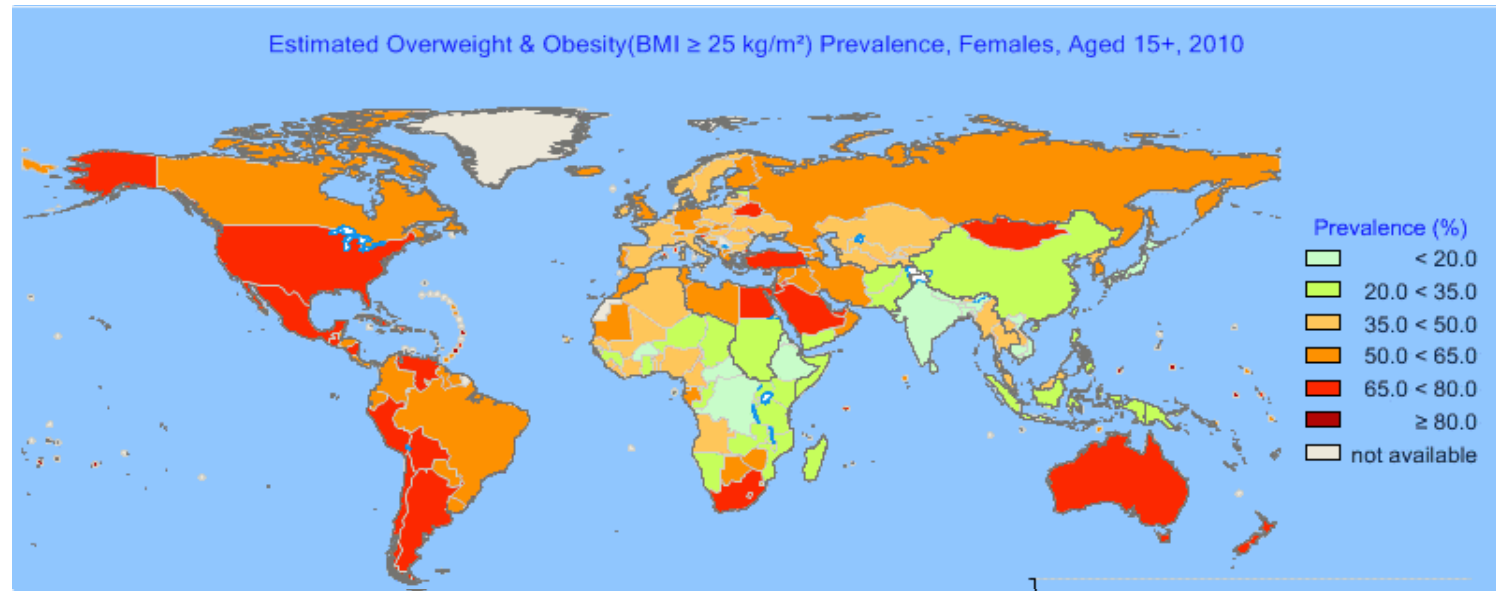 Estimated Overweight & Obesity(BMI ≥ 25 kg/m²) Prevalence, Females, Aged 15+, 2010
Prevalence (%)
< 20.0
20.0 < 35.0
35.0 < 50.0
50.0 < 65.0
65.0 < 80.0
≥ 80.0
not available